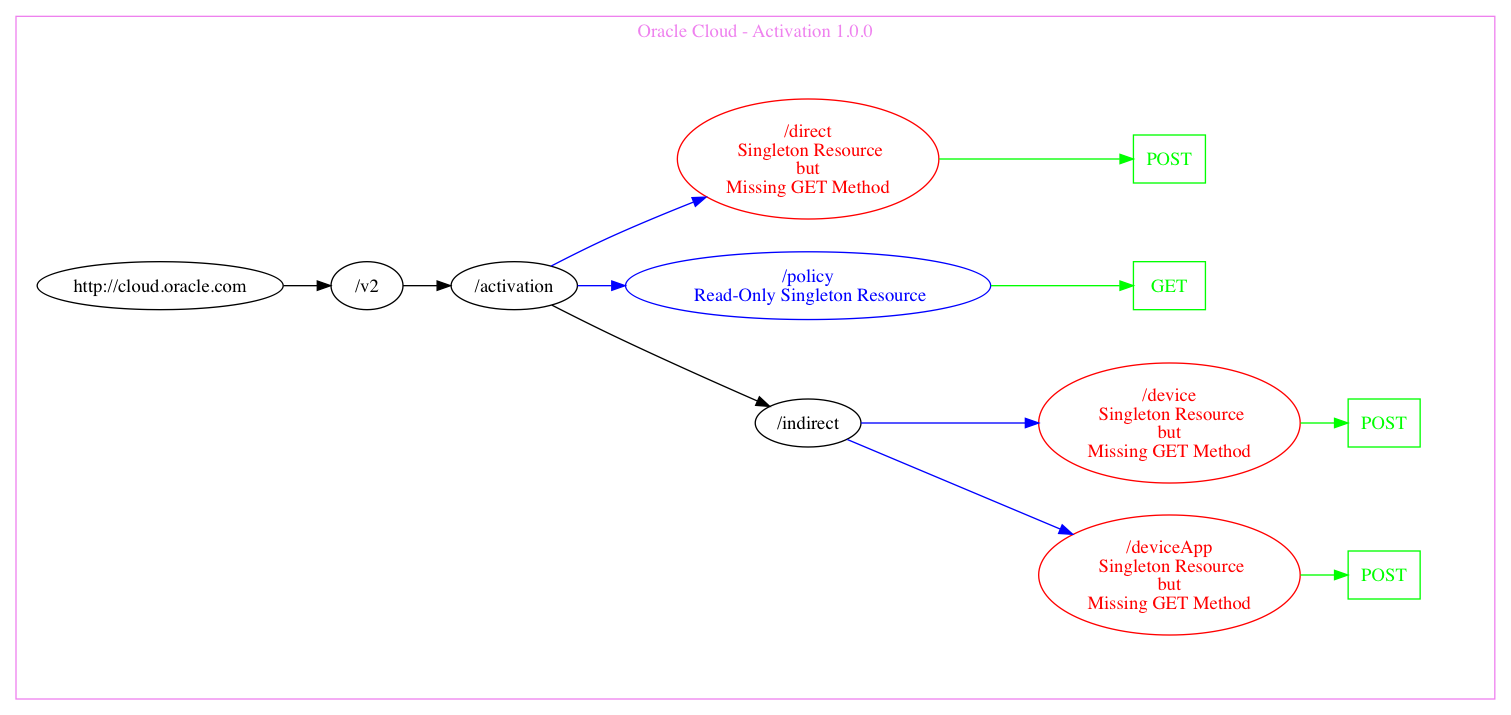 Oracle Cloud - Activation 1.0.0
http://cloud.oracle.com
/v2
/activation
/direct
Singleton Resource
but
Missing GET Method
POST
/policy
Read-Only Singleton Resource
GET
/indirect
/device
Singleton Resource
but
Missing GET Method
POST
/deviceApp
Singleton Resource
but
Missing GET Method
POST